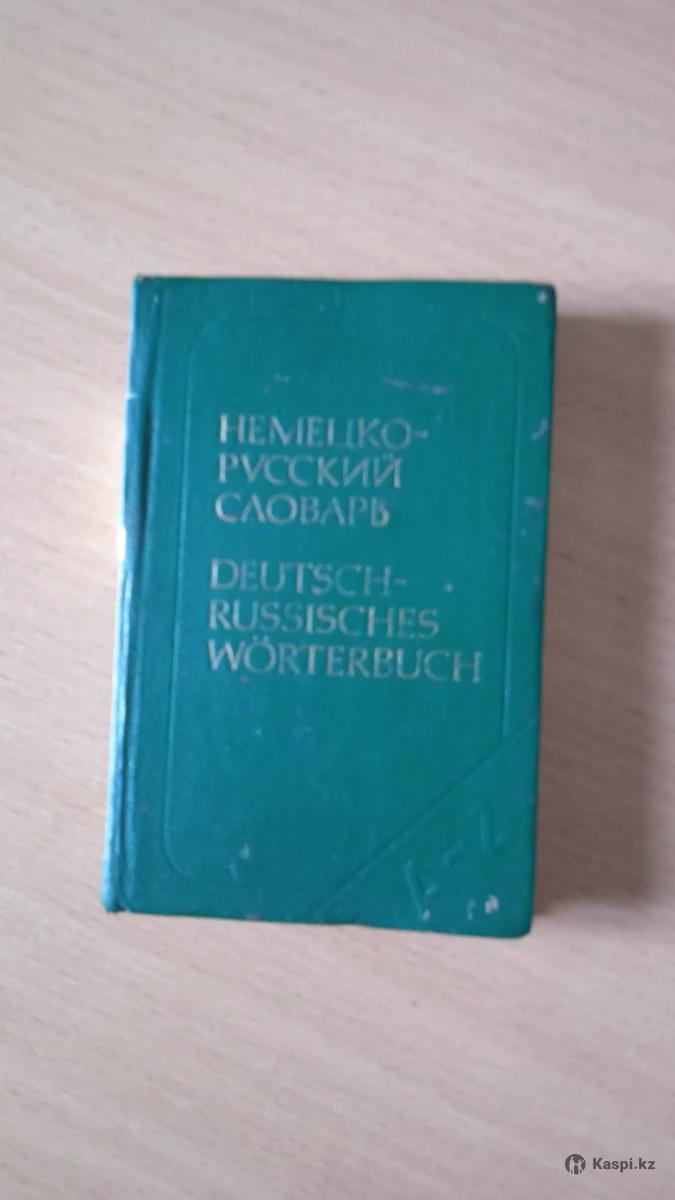 НЕМЕЦКО-
РУССКИЙ
СЛОВАРЬ
DEUTSCH-
RUSSISCHES
WÖRTERBUCH
Kaspi.kz